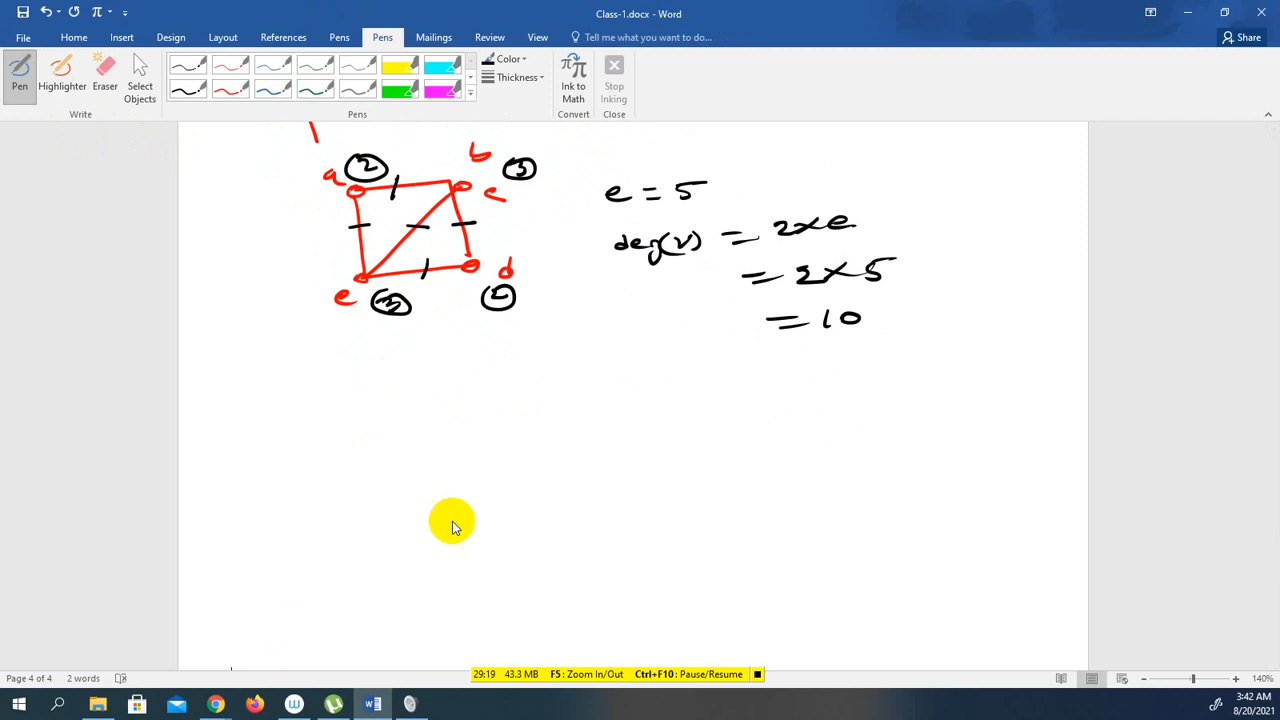 Class-1.docx - Word
File Home Insert Draw Design Layout References Pens Pens Mailings Review View Tell me what you want to do... Share
Pen Highlighter Eraser Select Objects Color Thickness Ink to Math Stop Inking
Write Pens Convert Close
a 2 b 3
c
e 3 d 2
e = 5
deg(v) = 2xe
= 2x5
= 10
Page 4 of 4 2 words 140%
29:19 43.3 MB F5: Zoom In/Out Ctrl+F10: Pause/Resume
3:42 AM
8/20/2021